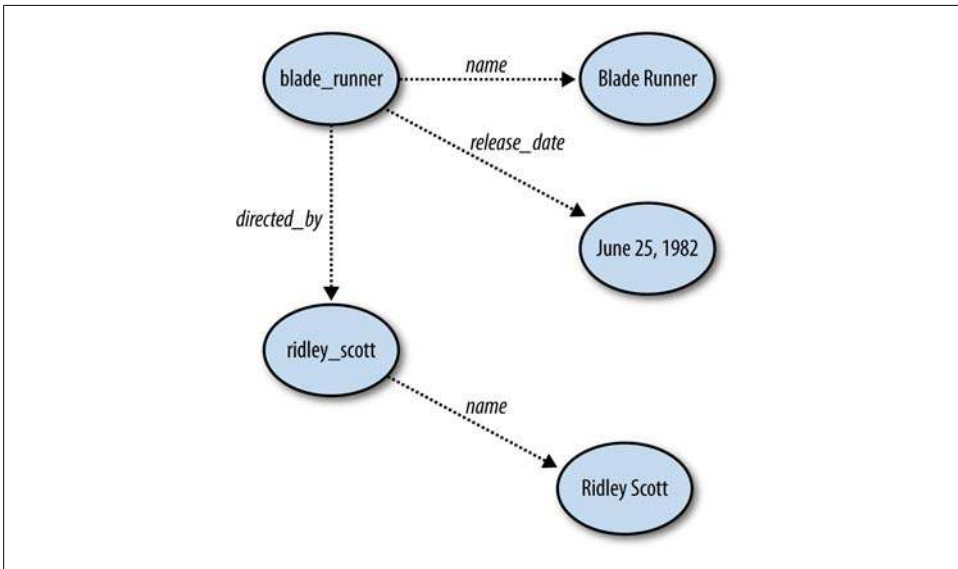 blade_runner
name
Blade Runner
release_date
directed_by
June 25, 1982
ridley_scott
name
Ridley Scott